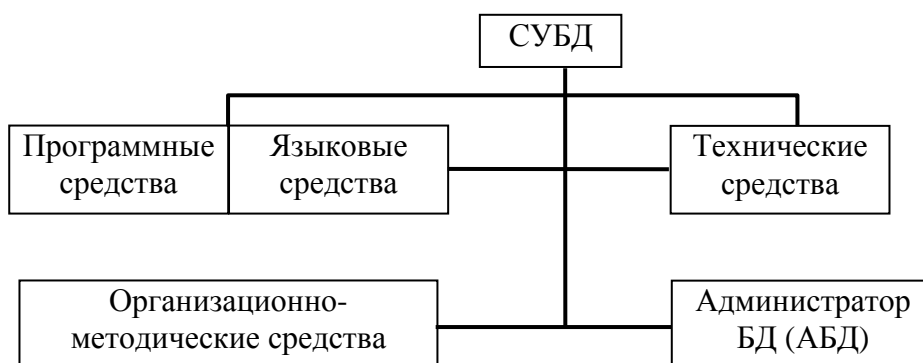 СУБД
Программные
средства
Языковые
средства
Технические
средства
Организационно-
методические средства
Администратор
БД (АБД)